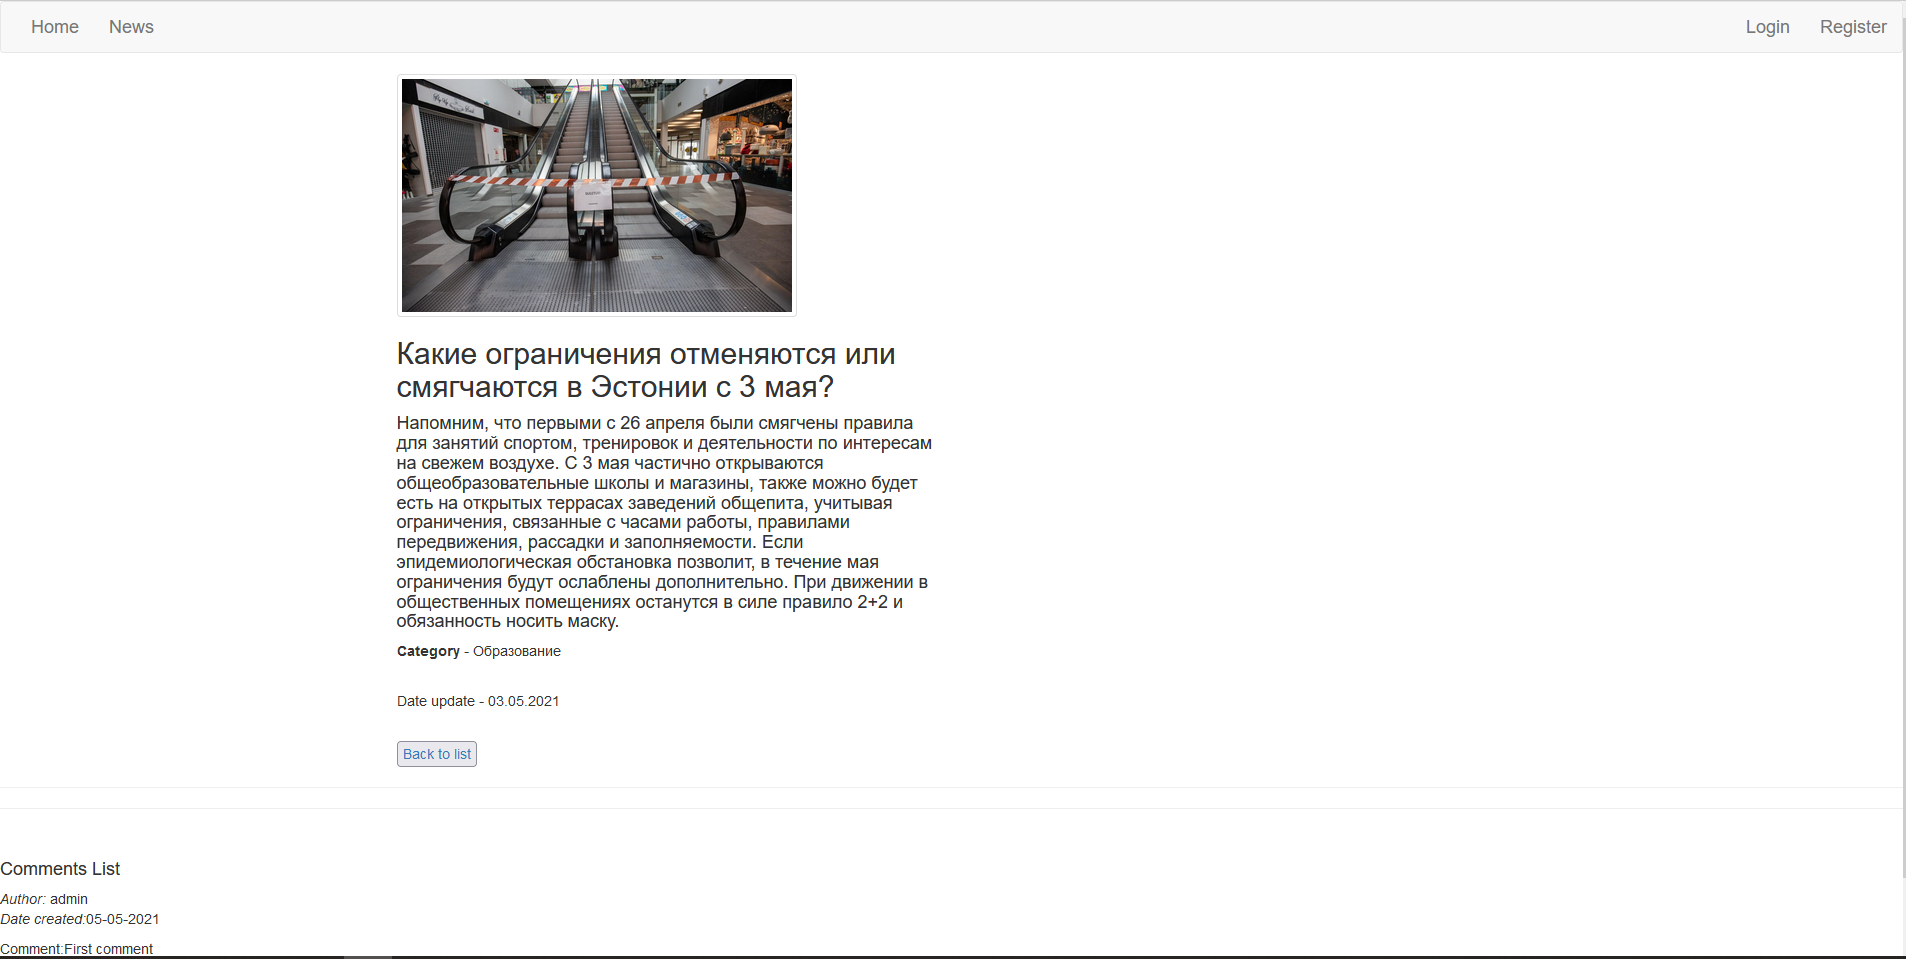 Home News Login Register
Какие ограничения отменяются или
смягчаются в Эстонии с 3 мая?
Напомним, что первыми с 26 апреля были смягчены правила
для занятий спортом, тренировок и деятельности по интересам
на свежем воздухе. С 3 мая частично открываются
общеобразовательные школы и магазины, также можно будет
есть на открытых террасах заведений общепита, учитывая
ограничения, связанные с часами работы, правилами
передвижения, рассадки и заполняемости. Если
эпидемиологическая обстановка позволит, в течение мая
ограничения будут ослаблены дополнительно. При движении в
общественных помещениях останутся в силе правило 2+2 и
обязанность носить маску.
Category - Образование
Date update - 03.05.2021
Back to list
Comments List
Author: admin
Date created:05-05-2021
Comment:First comment